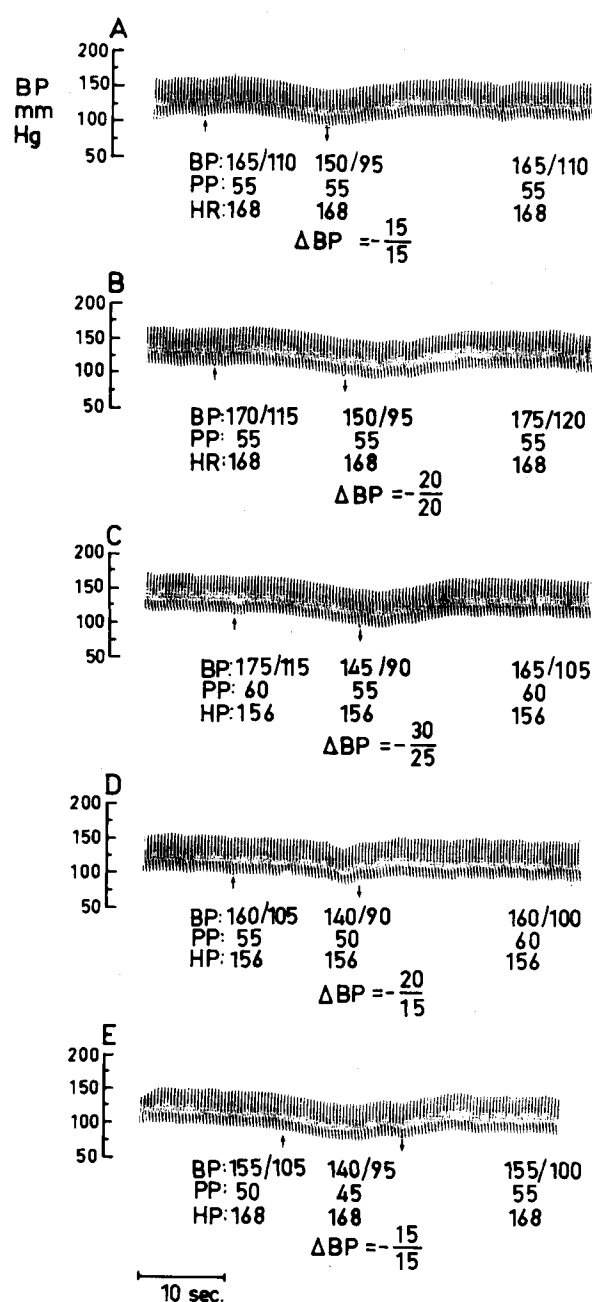 A
200
BP 150
mm 100
Hg
50
BP: 165/110 150/95 165/110
PP: 55 55 55
HR: 168 168 168
Δ BP = - 15/15
B
200
150
100
50
BP: 170/115 150/95 175/120
PP: 55 55 55
HR: 168 168 168
Δ BP = - 20/20
C
200
150
100
50
BP: 175/115 145/90 165/105
PP: 60 55 60
HP: 156 156 156
Δ BP = - 30/25
D
200
150
100
50
BP: 160/105 140/90 160/100
PP: 55 50 60
HP: 156 156 156
Δ BP = - 20/15
E
200
150
100
50
BP: 155/105 140/95 155/100
PP: 50 45 55
HP: 168 168 168
Δ BP = - 15/15
10 sec.